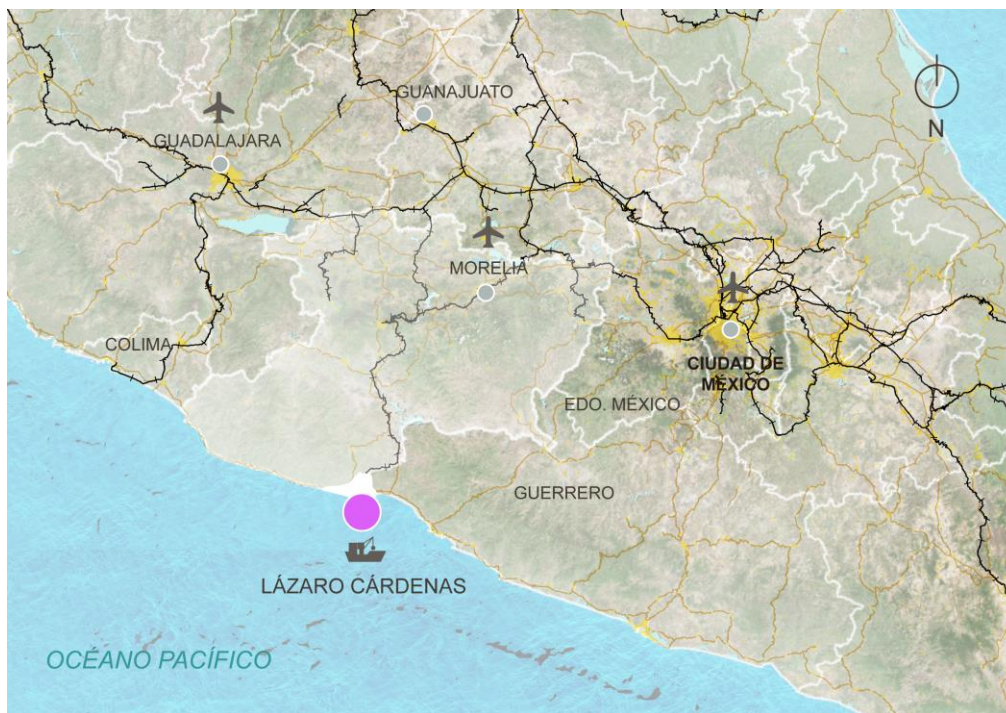 GUANAJUATO
GUADALAJARA
N
MORELIA
COLIMA
CIUDAD DE
MÉXICO
EDO. MÉXICO
GUERRERO
LÁZARO CÁRDENAS
OCÉANO PACÍFICO